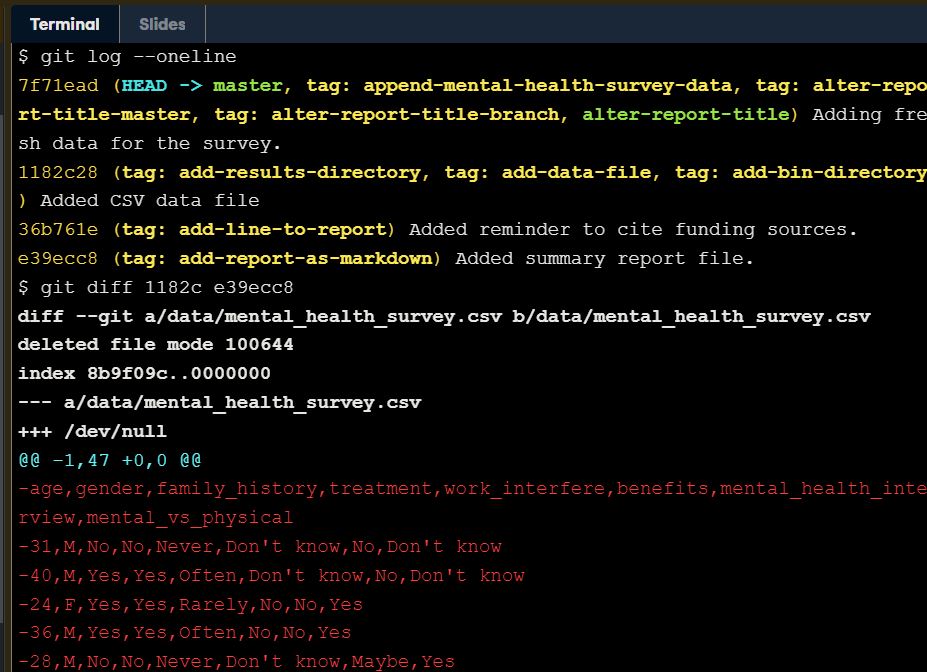 Terminal
Slides
$ git log --oneline
7f71ead (HEAD -> master, tag: append-mental-health-survey-data, tag: alter-repo
rt-title-master, tag: alter-report-title-branch, alter-report-title) Adding fre
sh data for the survey.
1182c28 (tag: add-results-directory, tag: add-data-file, tag: add-bin-directory
) Added CSV data file
36b761e (tag: add-line-to-report) Added reminder to cite funding sources.
e39ecc8 (tag: add-report-as-markdown) Added summary report file.
$ git diff 1182c e39ecc8
diff --git a/data/mental_health_survey.csv b/data/mental_health_survey.csv
deleted file mode 100644
index 8b9f09c..0000000
--- a/data/mental_health_survey.csv
+++ /dev/null
@@ -1,47 +0,0 @@
-age,gender,family_history,treatment,work_interfere,benefits,mental_health_inte
rview,mental_vs_physical
-31,M,No,No,Never,Don't know,No,Don't know
-40,M,Yes,Yes,Often,Don't know,No,Don't know
-24,F,Yes,Yes,Rarely,No,No,Yes
-36,M,Yes,Yes,Often,No,No,Yes
-28,M,No,No,Never,Don't know,Maybe,Yes